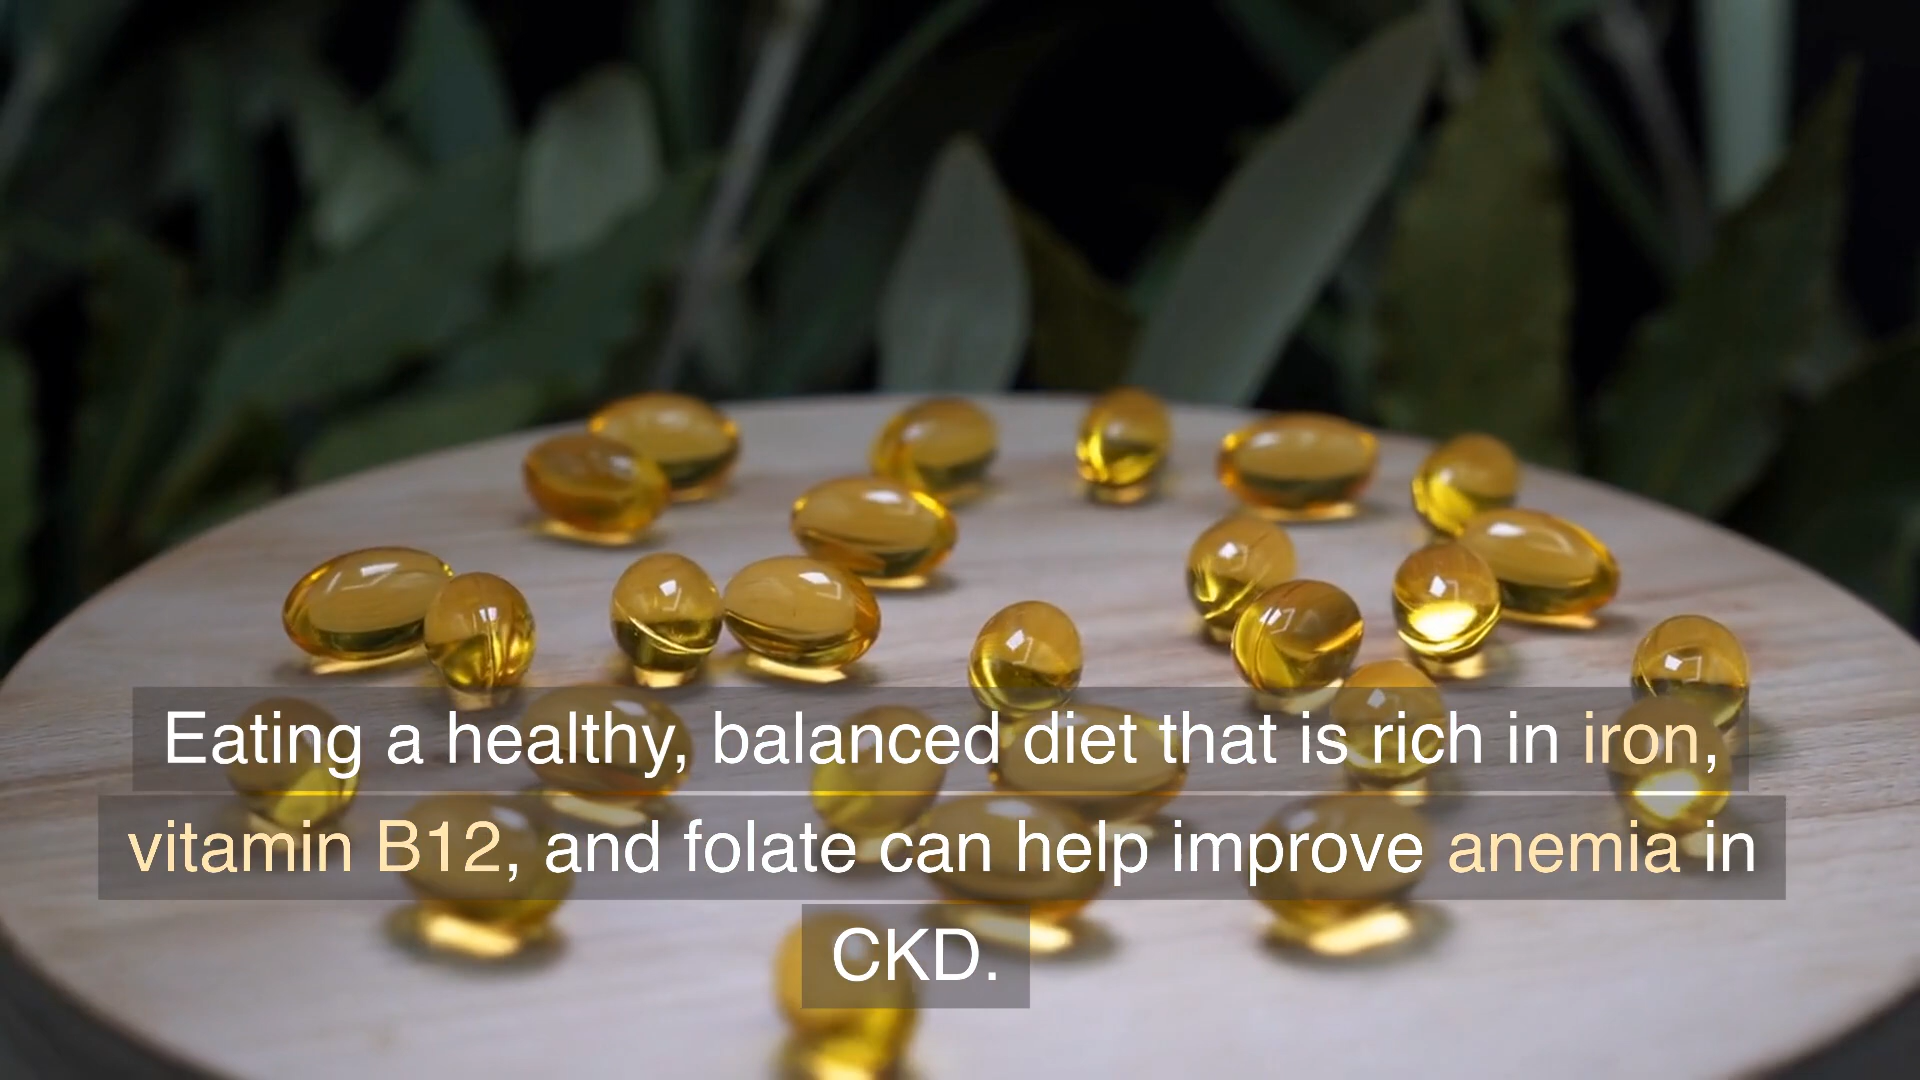 Eating a healthy, balanced diet that is rich in iron,
vitamin B12, and folate can help improve anemia in
CKD.